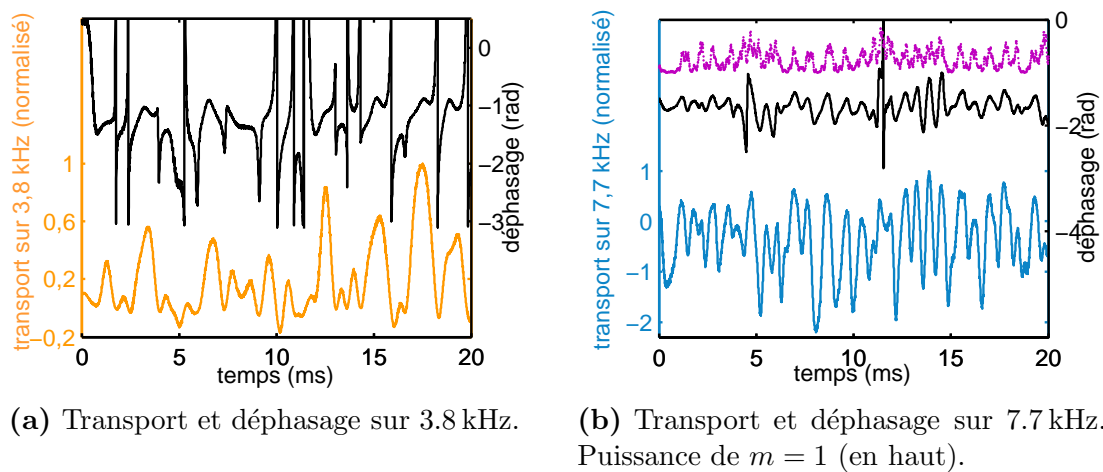 transport sur 3,8 kHz (normalisé)
1
0,6
0,2
−0,2
0
−1
−2
−3
déphasage (rad)
0
5
10
15
20
temps (ms)
(a) Transport et déphasage sur 3.8 kHz.
transport sur 7,7 kHz (normalisé)
1
0
−1
−2
0
−2
−4
déphasage (rad)
0
5
10
15
20
temps (ms)
(b) Transport et déphasage sur 7.7 kHz.
Puissance de m = 1 (en haut).